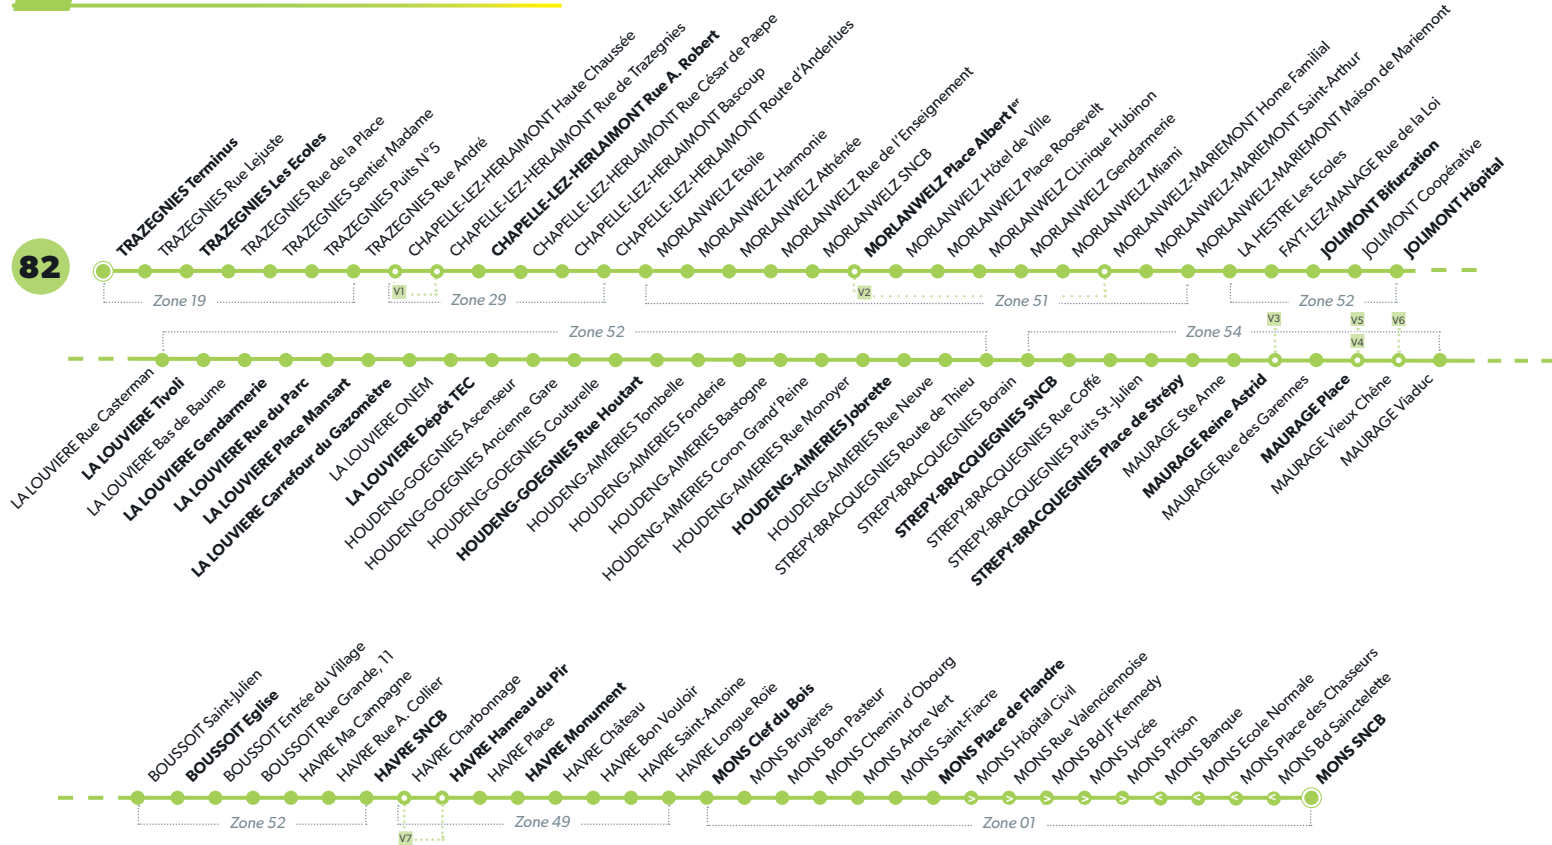 82
TRAZEGNIES Terminus
TRAZEGNIES Rue Lejuste
TRAZEGNIES Les Ecoles
TRAZEGNIES Rue de la Place
TRAZEGNIES Sentier Madame
TRAZEGNIES Puits N°5
TRAZEGNIES Rue André
CHAPELLE-LEZ-HERLAIMONT Haute Chaussée
CHAPELLE-LEZ-HERLAIMONT Rue de Trazegnies
CHAPELLE-LEZ-HERLAIMONT Rue A. Robert
CHAPELLE-LEZ-HERLAIMONT Rue César de Paepe
CHAPELLE-LEZ-HERLAIMONT Bascoup
CHAPELLE-LEZ-HERLAIMONT Route d'Anderlues
MORLANWELZ Etoile
MORLANWELZ Harmonie
MORLANWELZ Athénée
MORLANWELZ Rue de l'Enseignement
MORLANWELZ SNCB
MORLANWELZ Place Albert Ier
MORLANWELZ Hôtel de Ville
MORLANWELZ Place Roosevelt
MORLANWELZ Clinique Hubinon
MORLANWELZ Gendarmerie
MORLANWELZ Miami
MORLANWELZ-MARIEMONT Home Familial
MORLANWELZ-MARIEMONT Saint-Arthur
MORLANWELZ-MARIEMONT Maison de Mariemont
LA HESTRE Les Ecoles
FAYT-LEZ-MANAGE Rue de la Loi
JOLIMONT Bifurcation
JOLIMONT Coopérative
JOLIMONT Hôpital
V1
V2
Zone 19
Zone 29
Zone 51
Zone 52
Zone 52
Zone 54
V3
V5
V4
V6
LA LOUVIERE Rue Casterman
LA LOUVIERE Tivoli
LA LOUVIERE Bas de Baume
LA LOUVIERE Gendarmerie
LA LOUVIERE Rue du Parc
LA LOUVIERE Place Mansart
LA LOUVIERE Carrefour du Gazomètre
LA LOUVIERE ONEM
LA LOUVIERE Dépôt TEC
HOUDENG-GOEGNIES Ascenseur
HOUDENG-GOEGNIES Ancienne Gare
HOUDENG-GOEGNIES Couturelle
HOUDENG-GOEGNIES Rue Houtart
HOUDENG-AIMERIES Tombelle
HOUDENG-AIMERIES Fonderie
HOUDENG-AIMERIES Bastogne
HOUDENG-AIMERIES Coron Grand'Peine
HOUDENG-AIMERIES Rue Monoyer
HOUDENG-AIMERIES Jobrette
HOUDENG-AIMERIES Rue Neuve
STREPY-BRACQUEGNIES Route de Thieu
STREPY-BRACQUEGNIES Borain
STREPY-BRACQUEGNIES SNCB
STREPY-BRACQUEGNIES Rue Coffé
STREPY-BRACQUEGNIES Puits St-Julien
STREPY-BRACQUEGNIES Place de Strépy
MAURAGE Ste Anne
MAURAGE Reine Astrid
MAURAGE Rue des Garennes
MAURAGE Place
MAURAGE Vieux Chêne
MAURAGE Viaduc
BOUSSOIT Saint-Julien
BOUSSOIT Eglise
BOUSSOIT Entrée du Village
BOUSSOIT Rue Grande, 11
HAVRE Ma Campagne
HAVRE Rue A. Collier
HAVRE SNCB
HAVRE Charbonnage
HAVRE Hameau du Pir
HAVRE Place
HAVRE Monument
HAVRE Château
HAVRE Bon Vouloir
HAVRE Saint-Antoine
HAVRE Longue Roie
MONS Clef du Bois
MONS Bruyères
MONS Bon Pasteur
MONS Chemin d'Obourg
MONS Arbre Vert
MONS Saint-Fiacre
MONS Place de Flandre
MONS Hôpital Civil
MONS Rue Valenciennoise
MONS Bd JF Kennedy
MONS Lycée
MONS Prison
MONS Banque
MONS Ecole Normale
MONS Place des Chasseurs
MONS Bd Sainctelette
MONS SNCB
Zone 52
V7
Zone 49
Zone 01